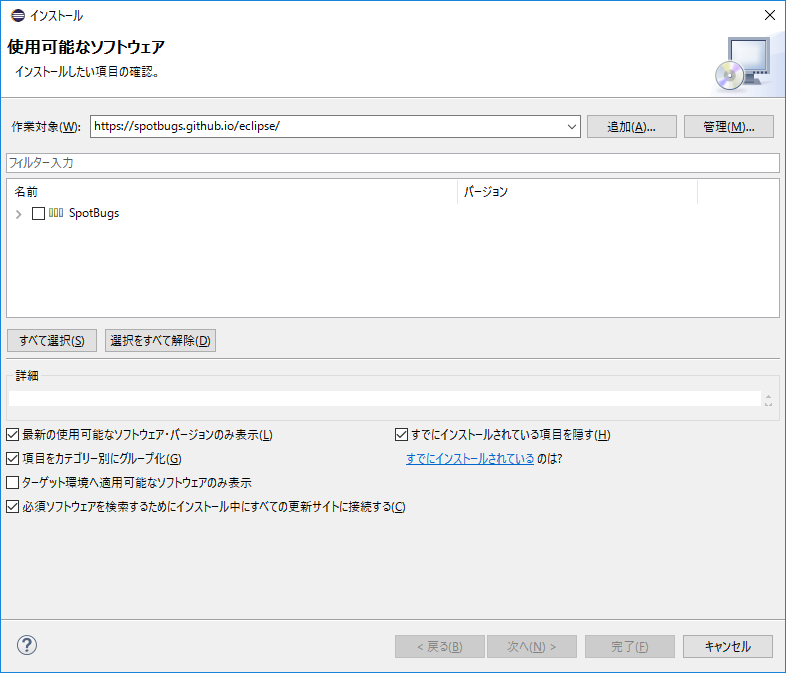 インストール
使用可能なソフトウェア
インストールしたい項目の確認。
作業対象(W): https://spotbugs.github.io/eclipse/ 追加(A)... 管理(M)...
フィルター入力
名前 バージョン
SpotBugs
すべて選択(S) 選択をすべて解除(D)
詳細
最新の使用可能なソフトウェア・バージョンのみ表示(L) すでにインストールされている項目を隠す(H)
項目をカテゴリー別にグループ化(G) すでにインストールされている のは?
ターゲット環境へ適用可能なソフトウェアのみ表示
必須ソフトウェアを検索するためにインストール中にすべての更新サイトに接続する(C)
< 戻る(B) 次へ(N) > 完了(F) キャンセル